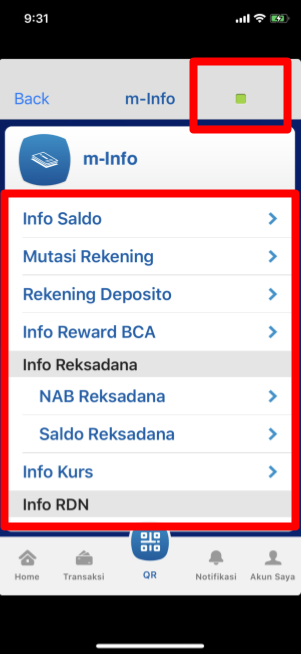 9:31
Back
m-Info
m-Info
Info Saldo
Mutasi Rekening
Rekening Deposito
Info Reward BCA
Info Reksadana
NAB Reksadana
Saldo Reksadana
Info Kurs
Info RDN
Home
Transaksi
QR
Notifikasi
Akun Saya